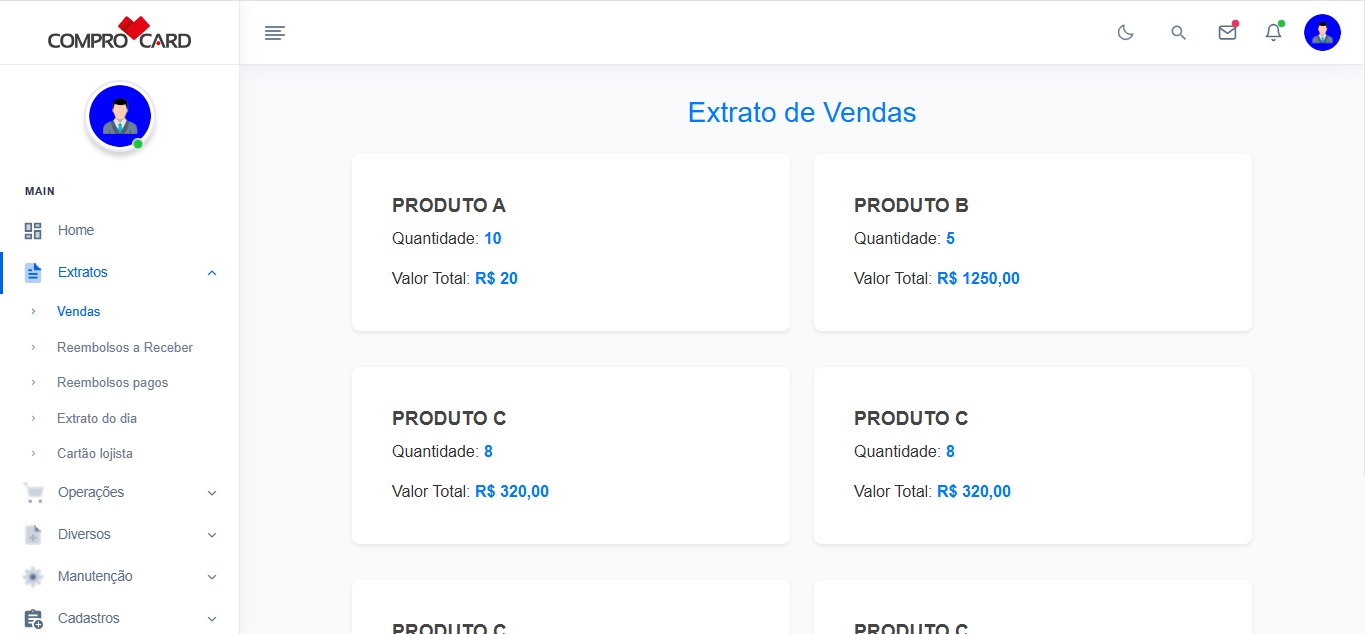 COMPROCARD
MAIN
Home
Extratos
Vendas
Reembolsos a Receber
Reembolsos pagos
Extrato do dia
Cartão lojista
Operações
Diversos
Manutenção
Cadastros
Extrato de Vendas
PRODUTO A
Quantidade: 10
Valor Total: R$ 20
PRODUTO B
Quantidade: 5
Valor Total: R$ 1250,00
PRODUTO C
Quantidade: 8
Valor Total: R$ 320,00
PRODUTO C
Quantidade: 8
Valor Total: R$ 320,00
PRODUTO C
PRODUTO C